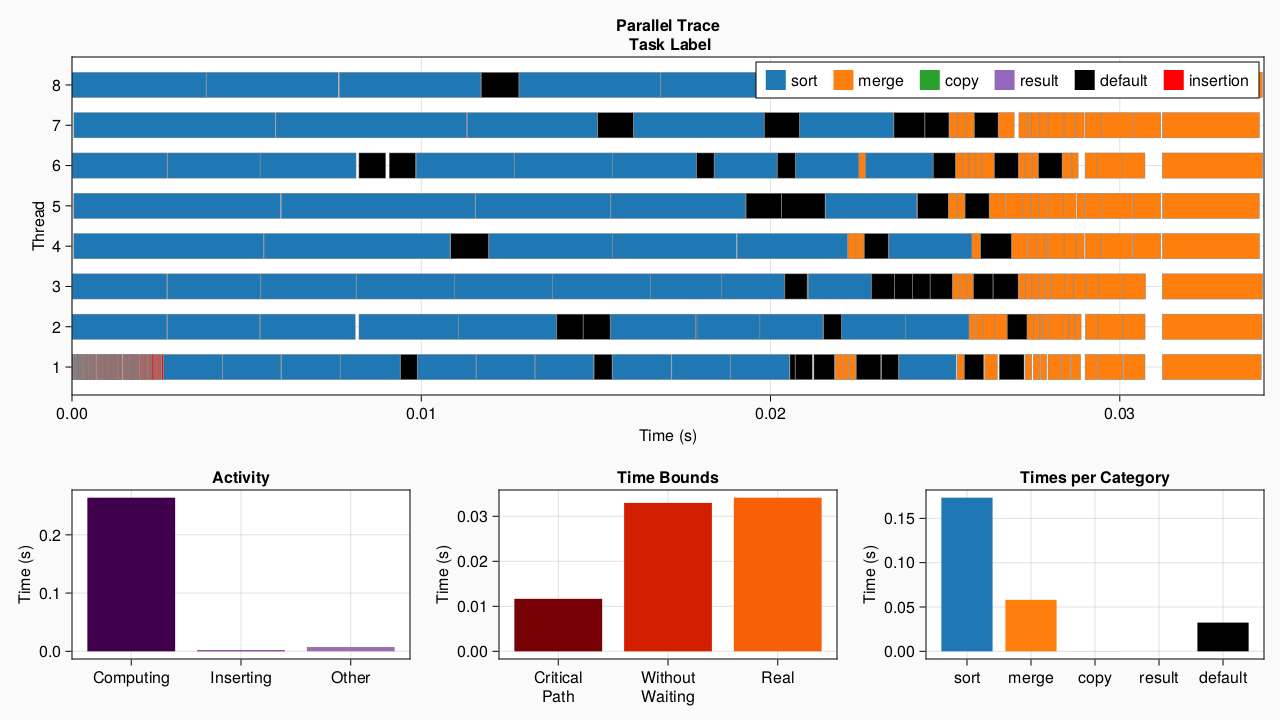 Parallel Trace
Task Label
sort merge copy result default insertion
8
7
6
5
4
3
2
1
Thread
0.00 0.01 0.02 0.03
Time (s)
Activity
Time (s)
0.2
0.1
0.0
Computing Inserting Other
Time Bounds
Time (s)
0.03
0.02
0.01
0.00
Critical Path
Without Waiting
Real
Times per Category
Time (s)
0.15
0.10
0.05
0.00
sort merge copy result default